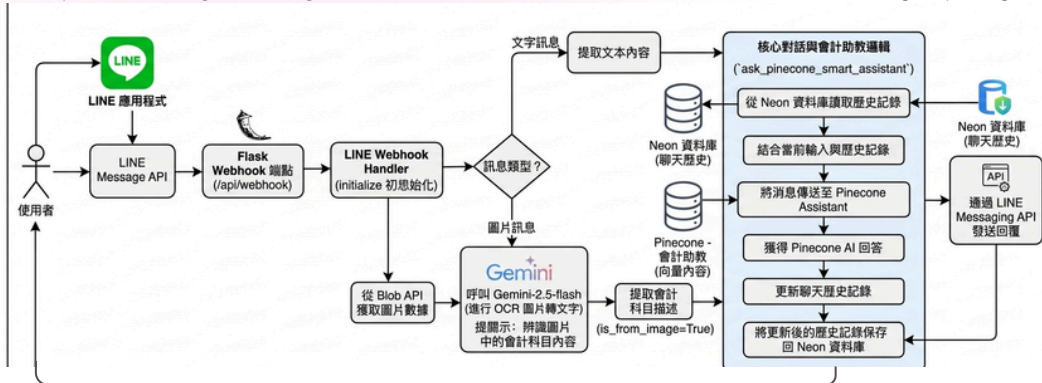 LINE
LINE 應用程式
使用者
LINE
Message API
Flask
Webhook 端點
(/api/webhook)
LINE Webhook
Handler
(initialize 初思始化)
訊息類型？
文字訊息
提取文本內容
圖片訊息
從 Blob API
獲取圖片數據
Gemini
呼叫 Gemini-2.5-flash
(進行 OCR 圖片轉文字)
提關示：辨識圖片
中的會計科目內容
提取會計
科目描述
(is_from_image=True)
核心對話與會計助教邏輯
(`ask_pinecone_smart_assistant`)
從 Neon 資料庫讀取歷史記錄
結合當前輸入與歷史記錄
將消息傳送至 Pinecone
Assistant
獲得 Pinecone AI 回答
更新聊天歷史記錄
將更新後的歷史記錄保存
回 Neon 資料庫
Neon 資料庫
(聊天歷史)
Pinecone -
會計助教
(向量內容)
Neon 資料庫
(聊天歷史)
API
通過 LINE
Messaging API
發送回覆